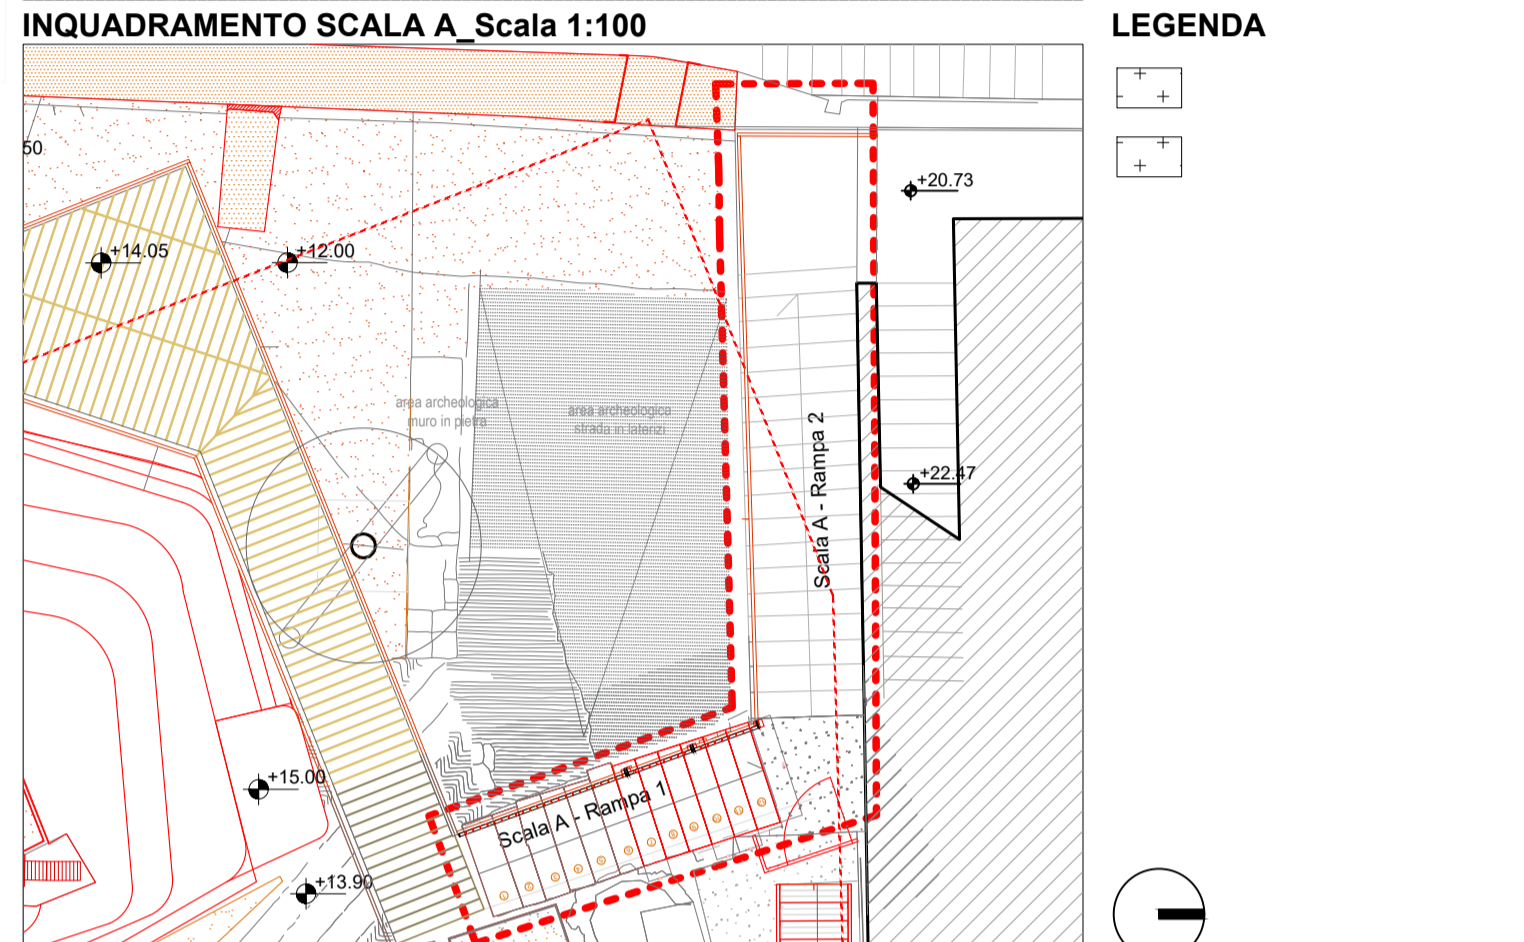 INQUADRAMENTO SCALA A_Scala 1:100
LEGENDA
50
+20.73
+14.05
+12.00
area archeologica
muro in pietra
area archeologica
strada in laterizi
Scala A - Rampa 2
+22.47
+15.00
Scala A - Rampa 1
+13.90